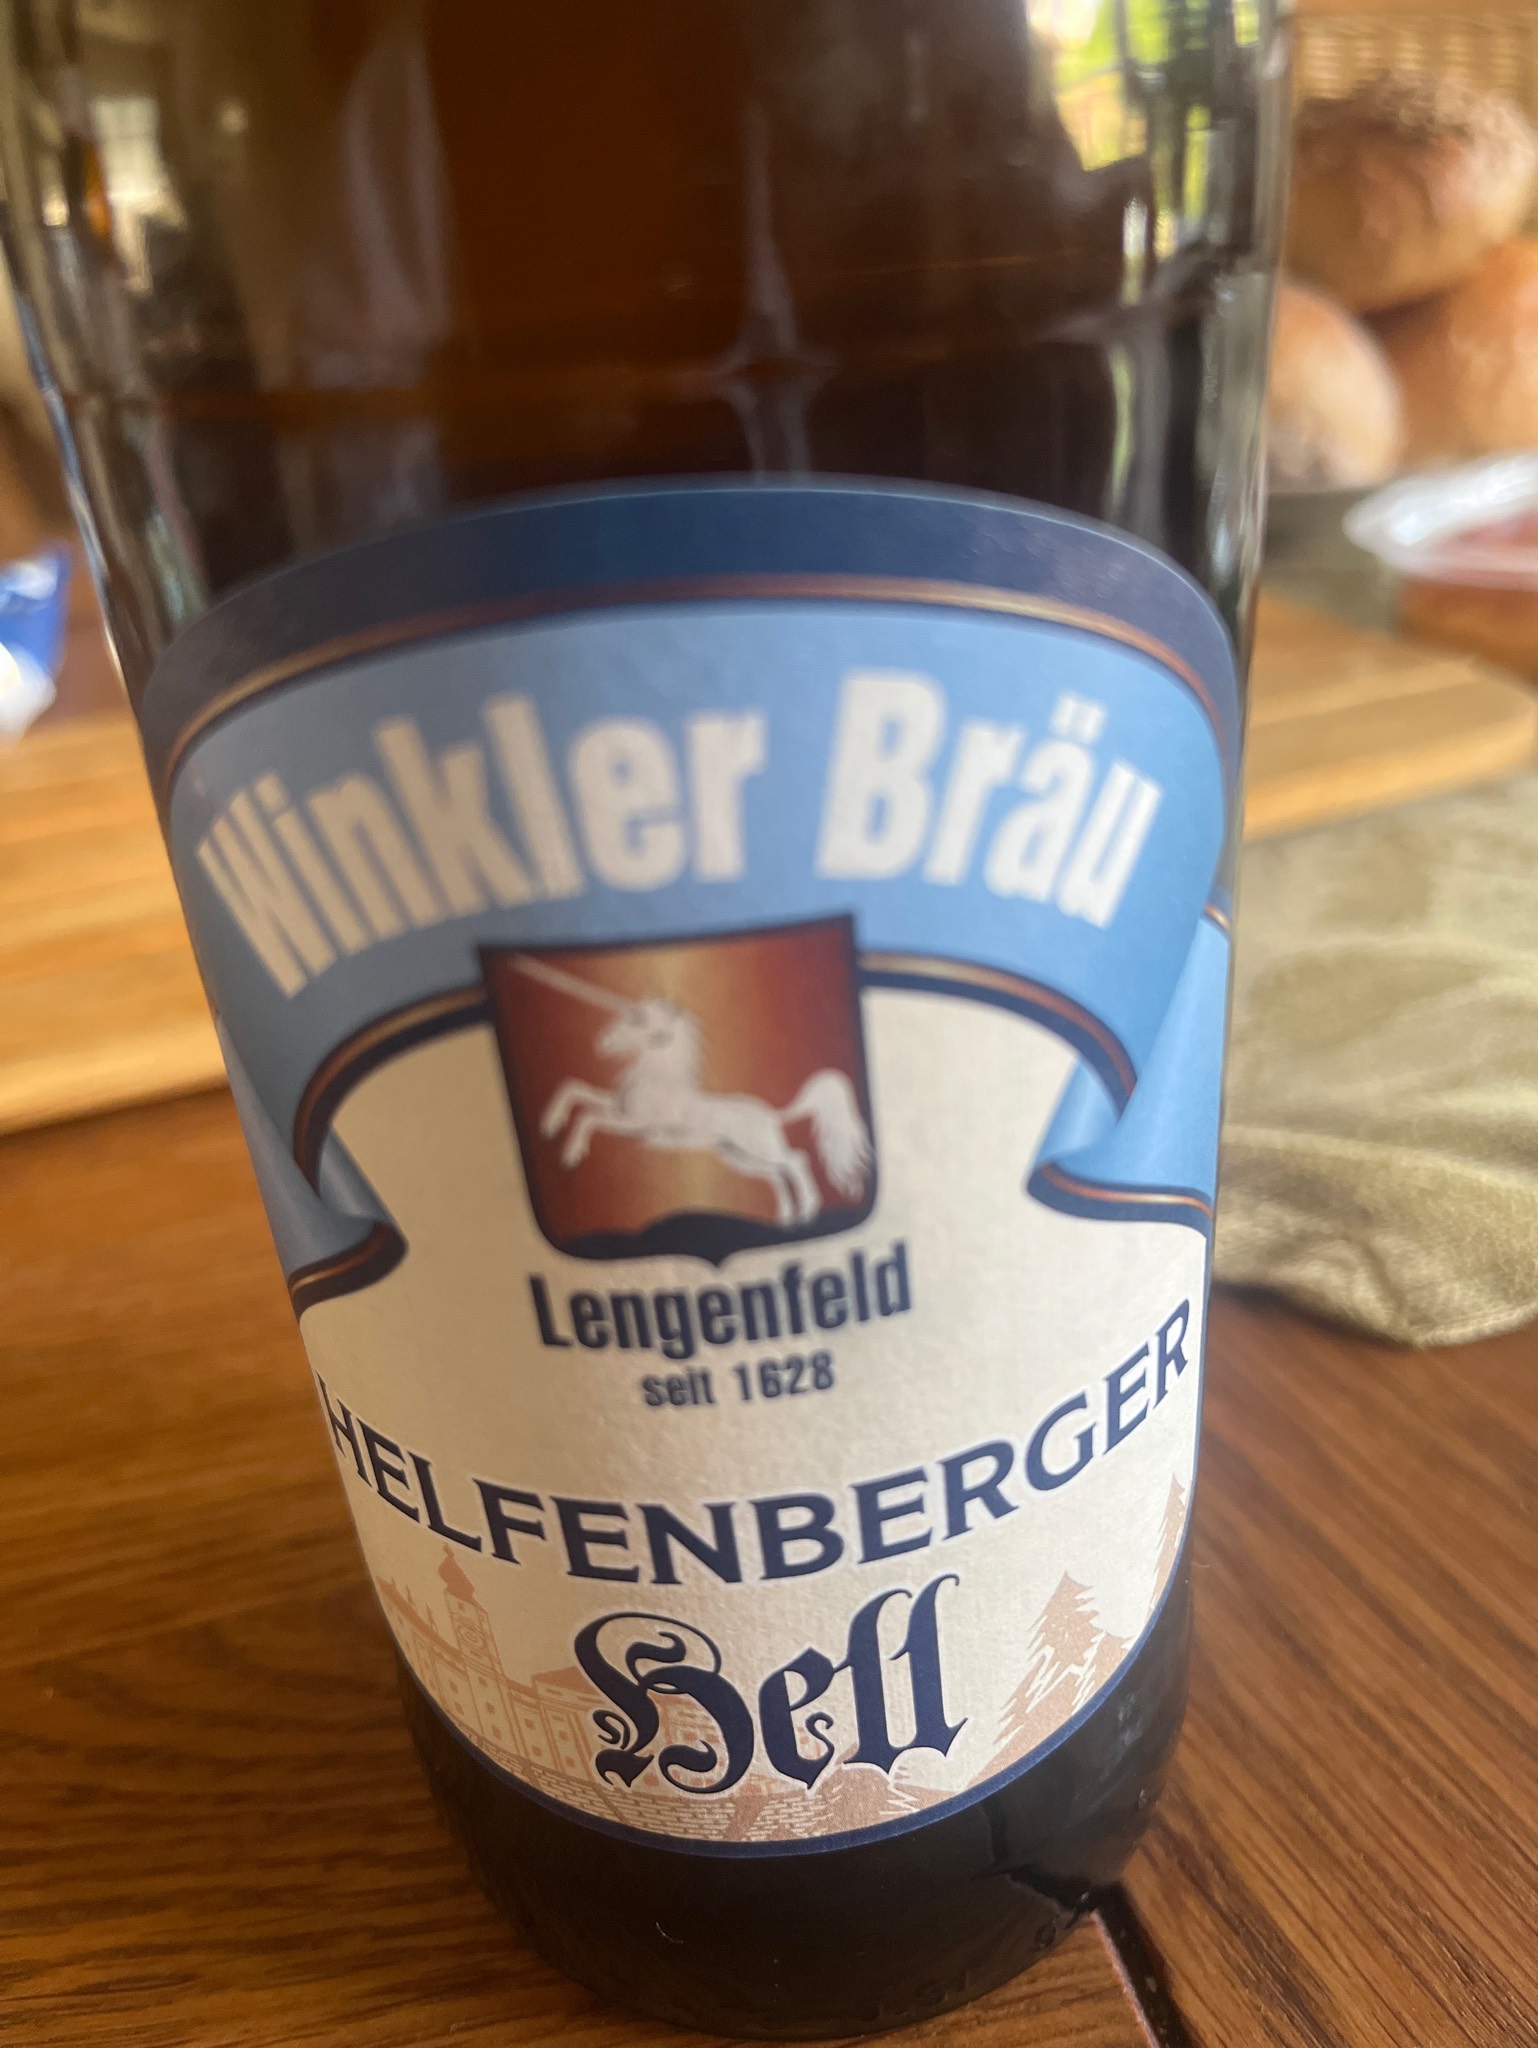 Winkler Bräu
Lengenfeld
seit 1628
HELFENBERGER
Hell